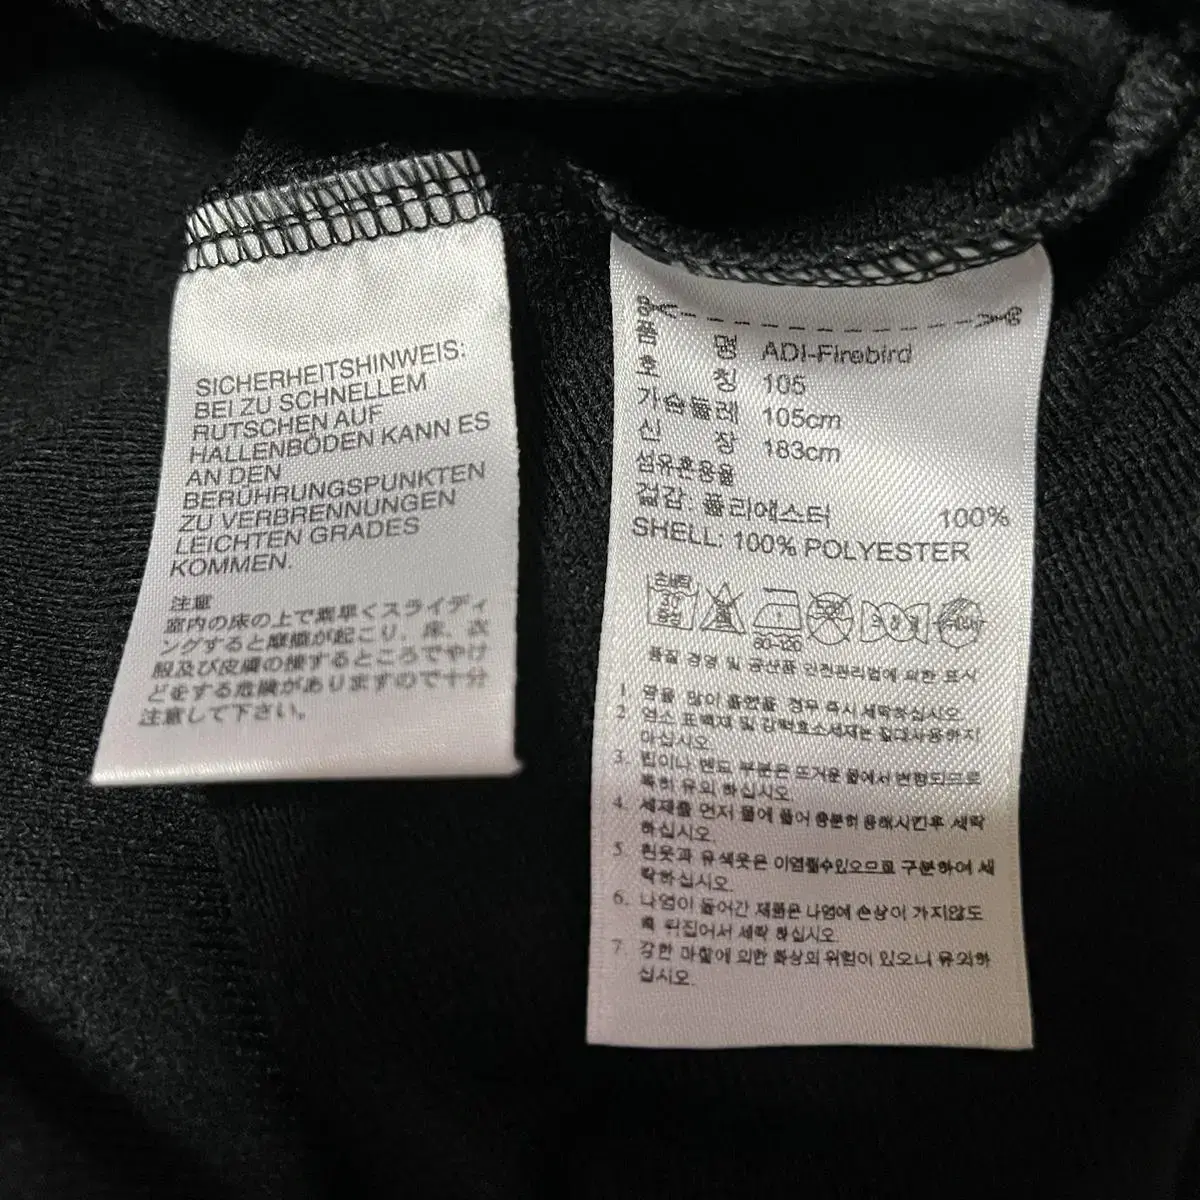 SICHERHEITSHINWEIS:
BEI ZU SCHNELLEM
RUTSCHEN AUF
HALLENBÖDEN KANN ES
AN DEN
BERÜHRUNGSPUNKTEN
ZU VERBRENNUNGEN
LEICHTEN GRADES
KOMMEN.
注意
室内の床の上で素早くスライディ
ングすると摩擦が起こり、床、衣
服及び皮膚の接するところでやけ
どをする危険がありますので十分
注意して下さい。
품 명 ADI-Firebird
호 칭 105
가슴둘레 105cm
신 장 183cm
섬유혼용율
겉감: 폴리에스터 100%
SHELL: 100% POLYESTER
손세탁
중성
80-120
품질 경영 및 공산품 안전관리법에 의한 표시
1. 땀을 많이 흘렸을 경우 즉시 세탁하십시오.
2. 염소 표백제 및 강력효소세제는 절대사용하지
마십시오.
3. 립이나 밴드 부분은 뜨거운 물에서 변형되므로
특히 유의 하십시오.
4. 세제를 먼저 물에 풀어 충분히 용해시킨후 세탁
하십시오.
5. 흰옷과 유색옷은 이염될수있으므로 구분하여 세
탁하십시오.
6. 나염이 들어간 제품은 나염에 손상이 가지않도
록 뒤집어서 세탁 하십시오.
7. 강한 마찰에 의한 화상의 위험이 있으니 유의하
십시오.